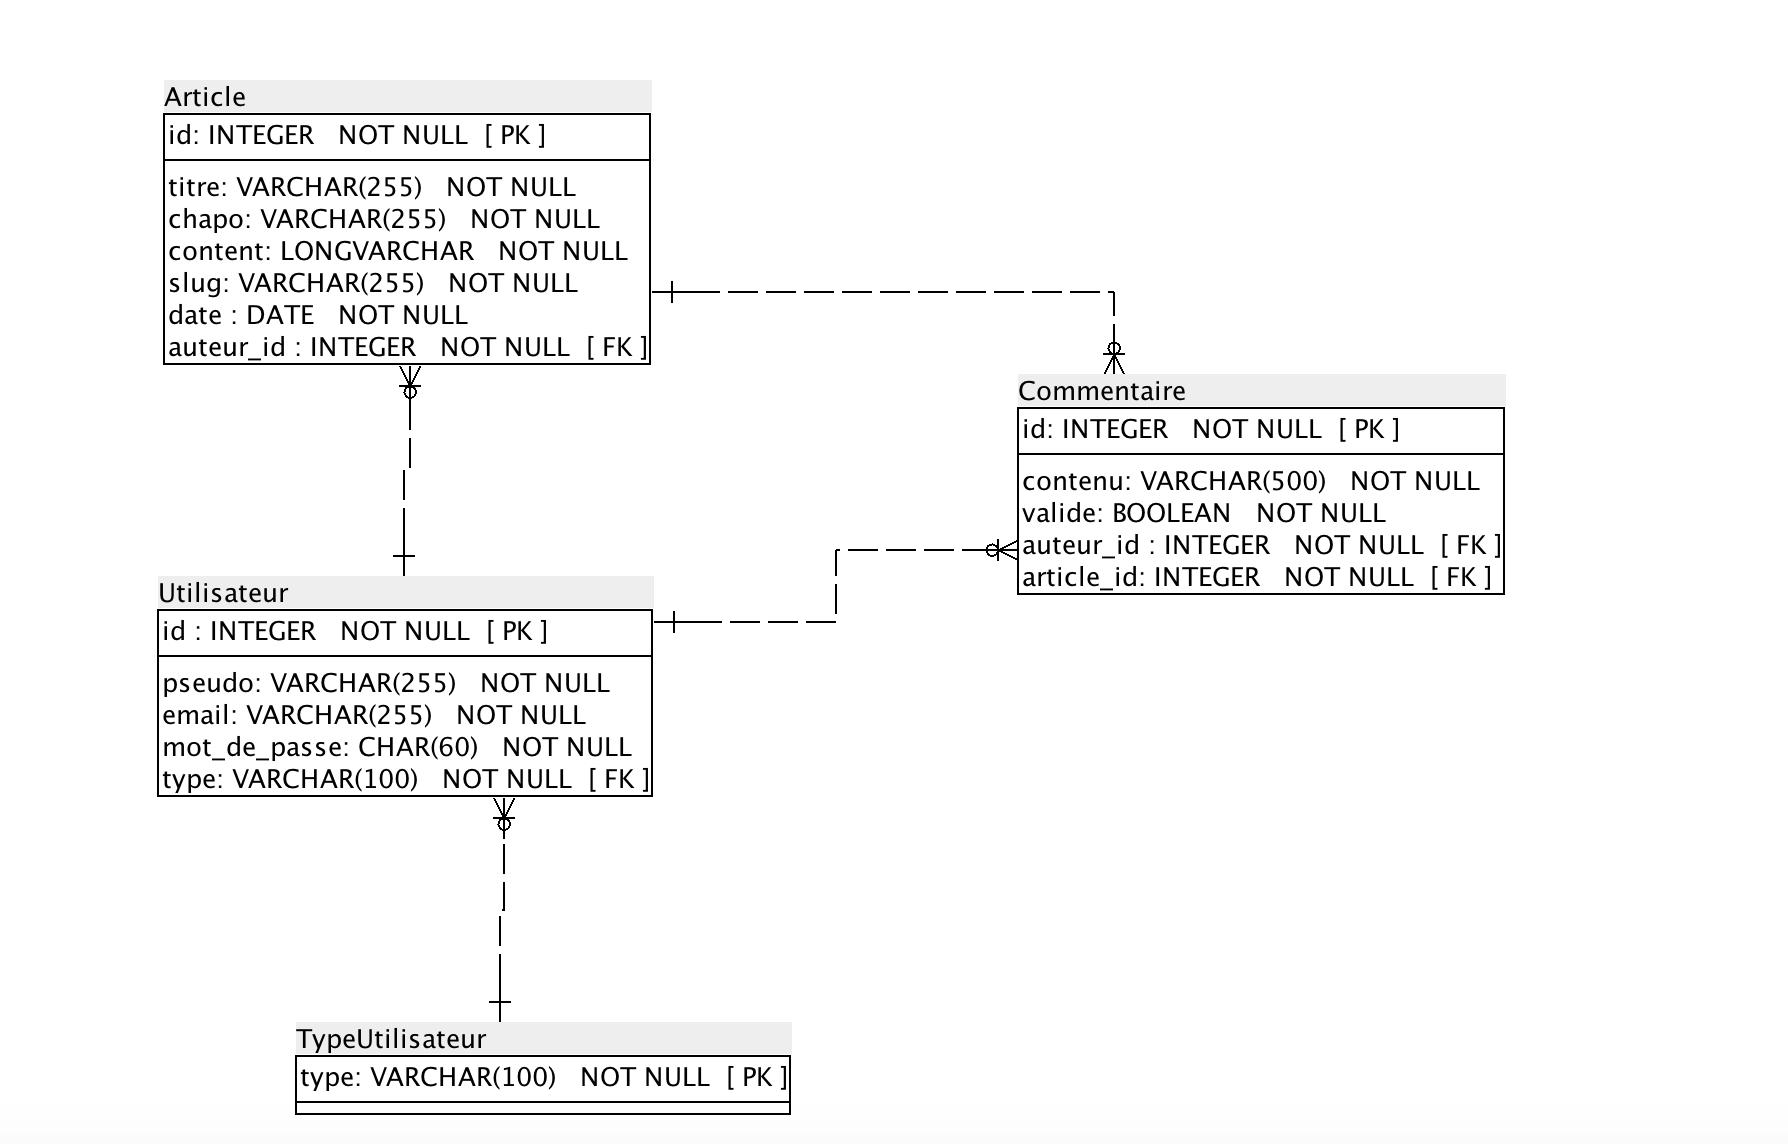 Article
id: INTEGER NOT NULL [ PK ]
titre: VARCHAR(255) NOT NULL
chapo: VARCHAR(255) NOT NULL
content: LONGVARCHAR NOT NULL
slug: VARCHAR(255) NOT NULL
date : DATE NOT NULL
auteur_id : INTEGER NOT NULL [ FK ]
Commentaire
id: INTEGER NOT NULL [ PK ]
contenu: VARCHAR(500) NOT NULL
valide: BOOLEAN NOT NULL
auteur_id : INTEGER NOT NULL [ FK ]
article_id: INTEGER NOT NULL [ FK ]
Utilisateur
id : INTEGER NOT NULL [ PK ]
pseudo: VARCHAR(255) NOT NULL
email: VARCHAR(255) NOT NULL
mot_de_passe: CHAR(60) NOT NULL
type: VARCHAR(100) NOT NULL [ FK ]
TypeUtilisateur
type: VARCHAR(100) NOT NULL [ PK ]